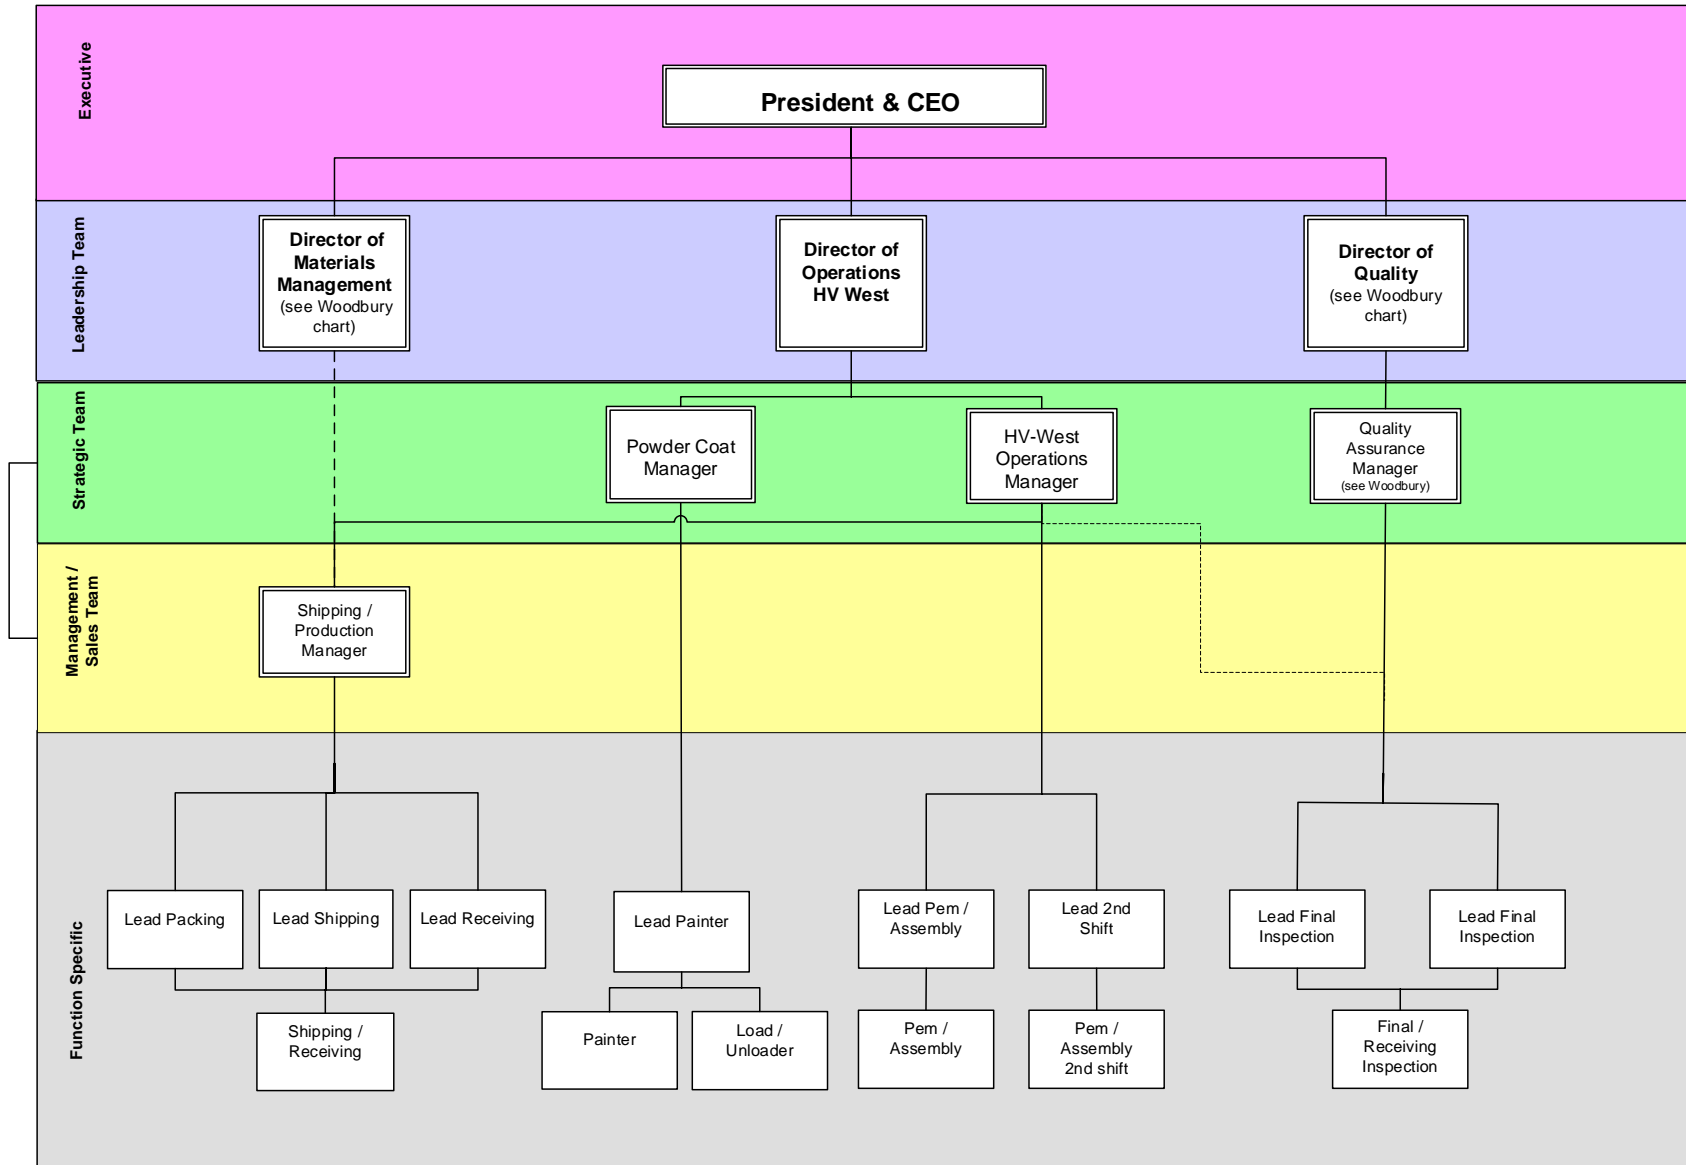 Executive
President & CEO
Leadership Team
Director of
Materials
Management
(see Woodbury
chart)
Director of
Operations
HV West
Director of
Quality
(see Woodbury
chart)
Strategic Team
Powder Coat
Manager
HV-West
Operations
Manager
Quality
Assurance
Manager
(see Woodbury)
Management /
Sales Team
Shipping /
Production
Manager
Function Specific
Lead Packing
Lead Shipping
Lead Receiving
Lead Painter
Lead Pem /
Assembly
Lead 2nd
Shift
Lead Final
Inspection
Lead Final
Inspection
Shipping /
Receiving
Painter
Load /
Unloader
Pem /
Assembly
Pem /
Assembly
2nd shift
Final /
Receiving
Inspection